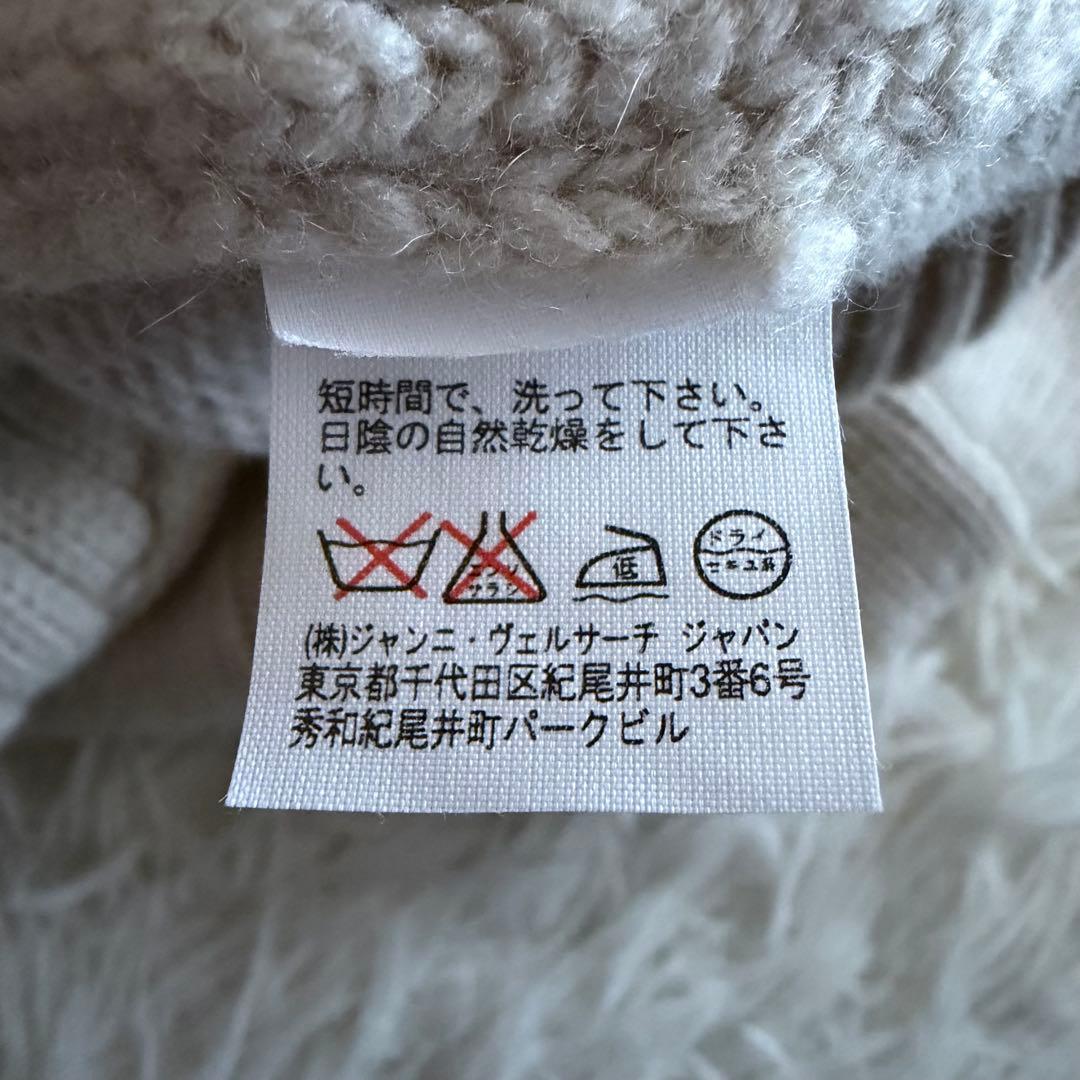 短時間で、洗って下さい。
日陰の自然乾燥をして下さ
い。
エンソ
サラシ
低
ドライ
セキユ系
(株)ジャンニ・ヴェルサーチ ジャパン
東京都千代田区紀尾井町3番6号
秀和紀尾井町パークビル